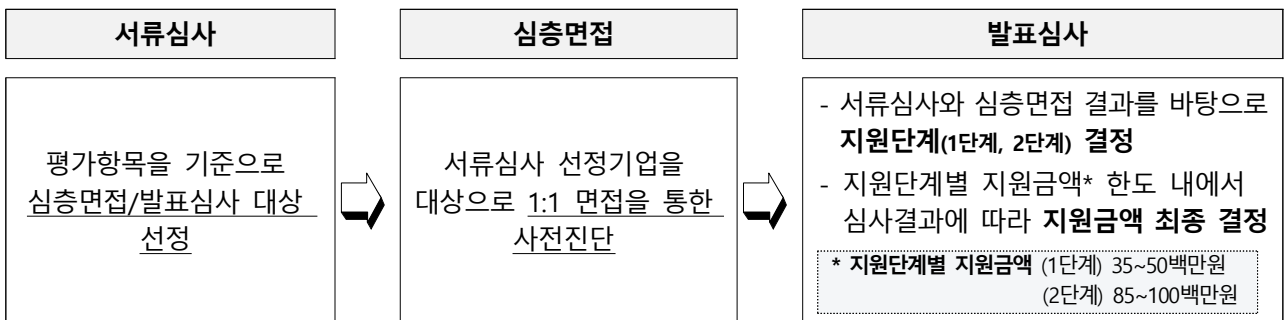 서류심사
평가항목을 기준으로
심층면접/발표심사 대상
선정
심층면접
서류심사 선정기업을
대상으로 1:1 면접을 통한
사전진단
발표심사
- 서류심사와 심층면접 결과를 바탕으로
지원단계(1단계, 2단계) 결정
- 지원단계별 지원금액* 한도 내에서
심사결과에 따라 지원금액 최종 결정
* 지원단계별 지원금액 (1단계) 35~50백만원
(2단계) 85~100백만원